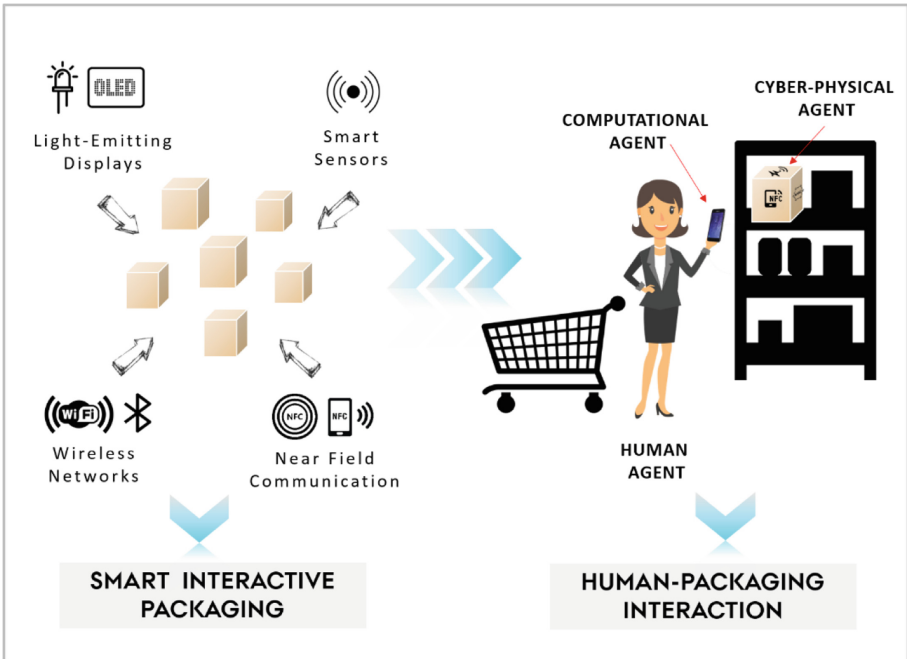 OLED
Light-Emitting
Displays
Smart
Sensors
Wi Fi
Wireless
Networks
NFC
NFC
Near Field
Communication
SMART INTERACTIVE
PACKAGING
COMPUTATIONAL
AGENT
CYBER-PHYSICAL
AGENT
NFC
HUMAN
AGENT
HUMAN-PACKAGING
INTERACTION